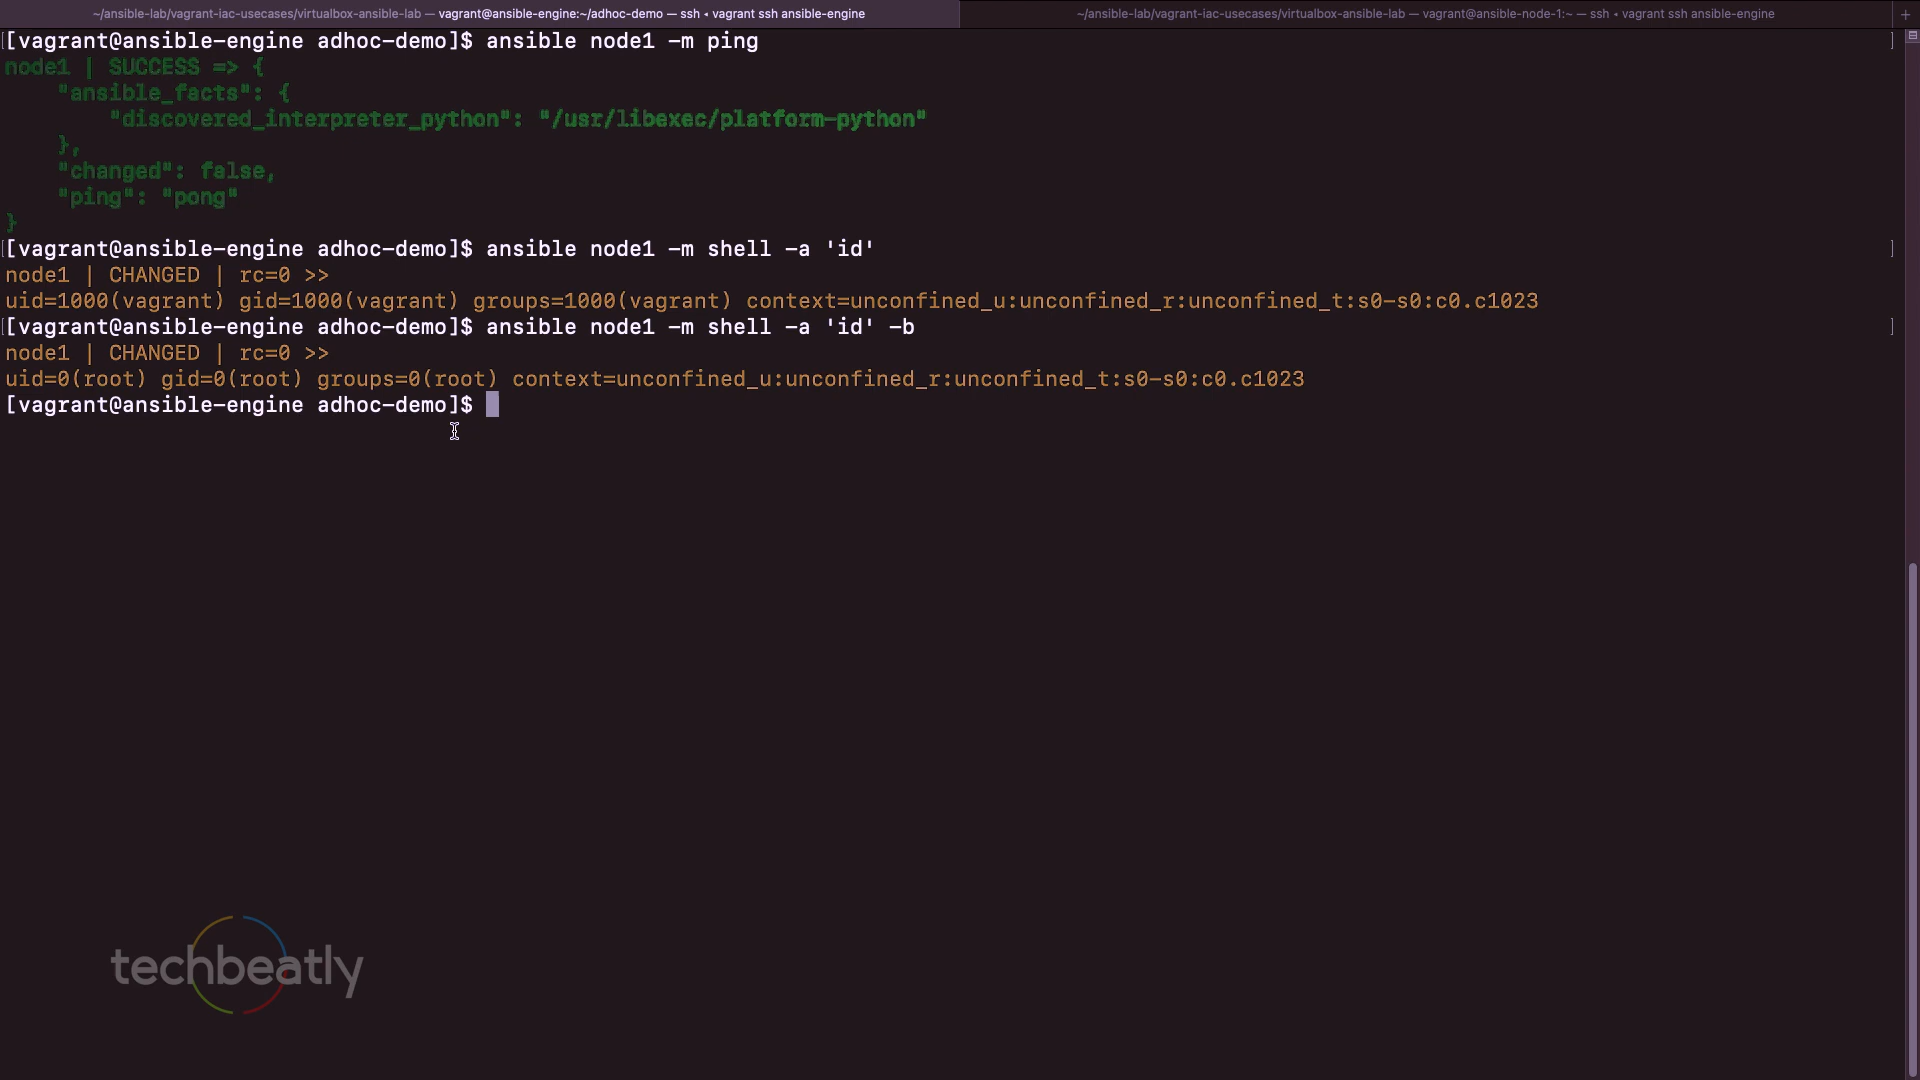 ~/ansible-lab/vagrant-iac-usecases/virtualbox-ansible-lab — vagrant@ansible-engine:~/adhoc-demo — ssh ◂ vagrant ssh ansible-engine
~/ansible-lab/vagrant-iac-usecases/virtualbox-ansible-lab — vagrant@ansible-node-1:~ — ssh ◂ vagrant ssh ansible-engine
[vagrant@ansible-engine adhoc-demo]$ ansible node1 -m ping
node1 | SUCCESS => {
    "ansible_facts": {
        "discovered_interpreter_python": "/usr/libexec/platform-python"
    },
    "changed": false,
    "ping": "pong"
}
[vagrant@ansible-engine adhoc-demo]$ ansible node1 -m shell -a 'id'
node1 | CHANGED | rc=0 >>
uid=1000(vagrant) gid=1000(vagrant) groups=1000(vagrant) context=unconfined_u:unconfined_r:unconfined_t:s0-s0:c0.c1023
[vagrant@ansible-engine adhoc-demo]$ ansible node1 -m shell -a 'id' -b
node1 | CHANGED | rc=0 >>
uid=0(root) gid=0(root) groups=0(root) context=unconfined_u:unconfined_r:unconfined_t:s0-s0:c0.c1023
[vagrant@ansible-engine adhoc-demo]$
techbeatly